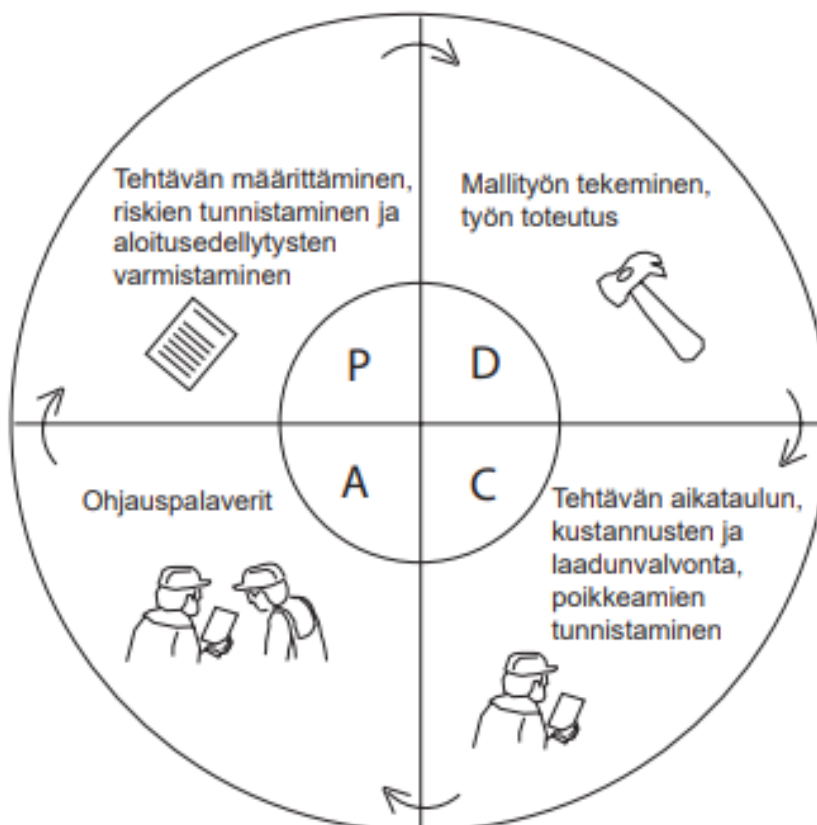 Tehtävän määrittäminen,
riskien tunnistaminen ja
aloitusedellytysten
varmistaminen
Mallityön tekeminen,
työn toteutus
P
D
A
C
Ohjauspalaverit
Tehtävän aikataulun,
kustannusten ja
laadunvalvonta,
poikkeamien
tunnistaminen